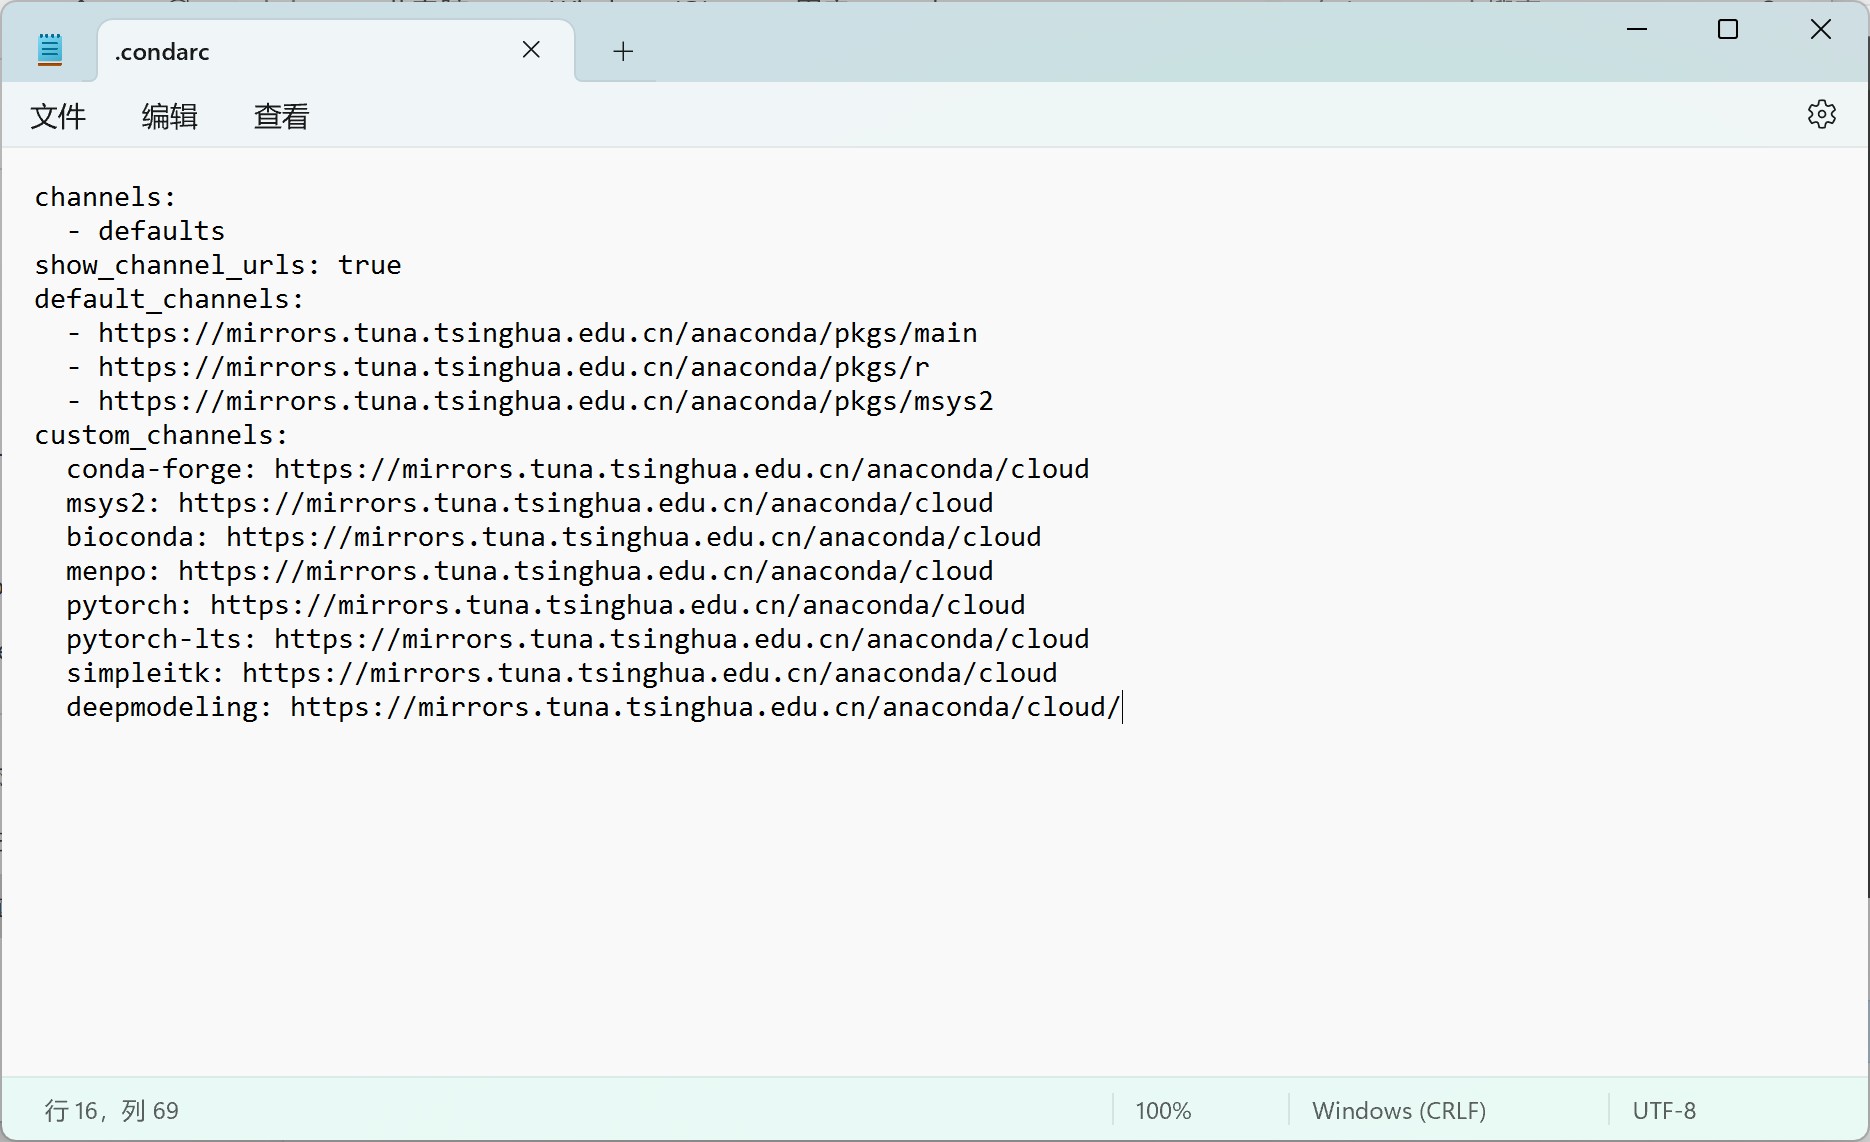 .condarc
文件 编辑 查看
channels:
  - defaults
show_channel_urls: true
default_channels:
  - https://mirrors.tuna.tsinghua.edu.cn/anaconda/pkgs/main
  - https://mirrors.tuna.tsinghua.edu.cn/anaconda/pkgs/r
  - https://mirrors.tuna.tsinghua.edu.cn/anaconda/pkgs/msys2
custom_channels:
  conda-forge: https://mirrors.tuna.tsinghua.edu.cn/anaconda/cloud
  msys2: https://mirrors.tuna.tsinghua.edu.cn/anaconda/cloud
  bioconda: https://mirrors.tuna.tsinghua.edu.cn/anaconda/cloud
  menpo: https://mirrors.tuna.tsinghua.edu.cn/anaconda/cloud
  pytorch: https://mirrors.tuna.tsinghua.edu.cn/anaconda/cloud
  pytorch-lts: https://mirrors.tuna.tsinghua.edu.cn/anaconda/cloud
  simpleitk: https://mirrors.tuna.tsinghua.edu.cn/anaconda/cloud
  deepmodeling: https://mirrors.tuna.tsinghua.edu.cn/anaconda/cloud/
行 16，列 69 100% Windows (CRLF) UTF-8